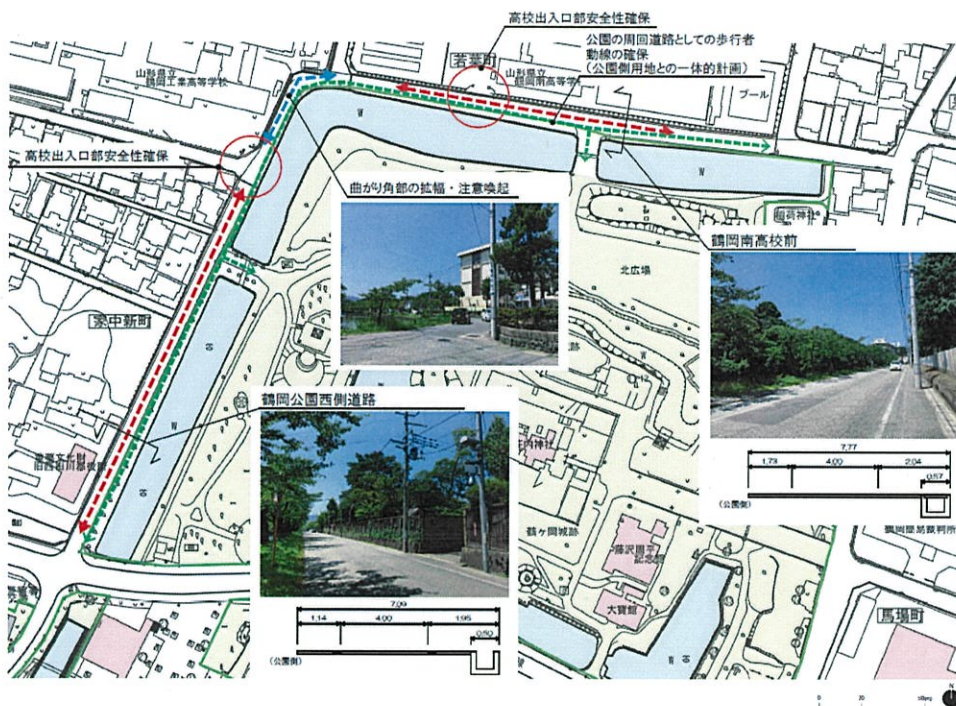 高校出入口部安全性確保
公園の周回道路としての歩行者
動線の確保
(公園側用地との一体的計画)
若葉町
山形県立
鶴岡工業高等学校
山形県立
鶴岡南高等学
プール
高校出入口部安全性確保
曲がり角部の拡幅・注意喚起
稲荷神社
鶴岡南高校前
北広場
家中新町
鶴岡公園西側道路
7.77
1.73
4.00
2.04
0.57
(公園側)
鶴ヶ岡城跡
藤沢周平
記念館
大寶館
馬場町
7.09
1.14
4.00
1.95
0.50
(公園側)
N